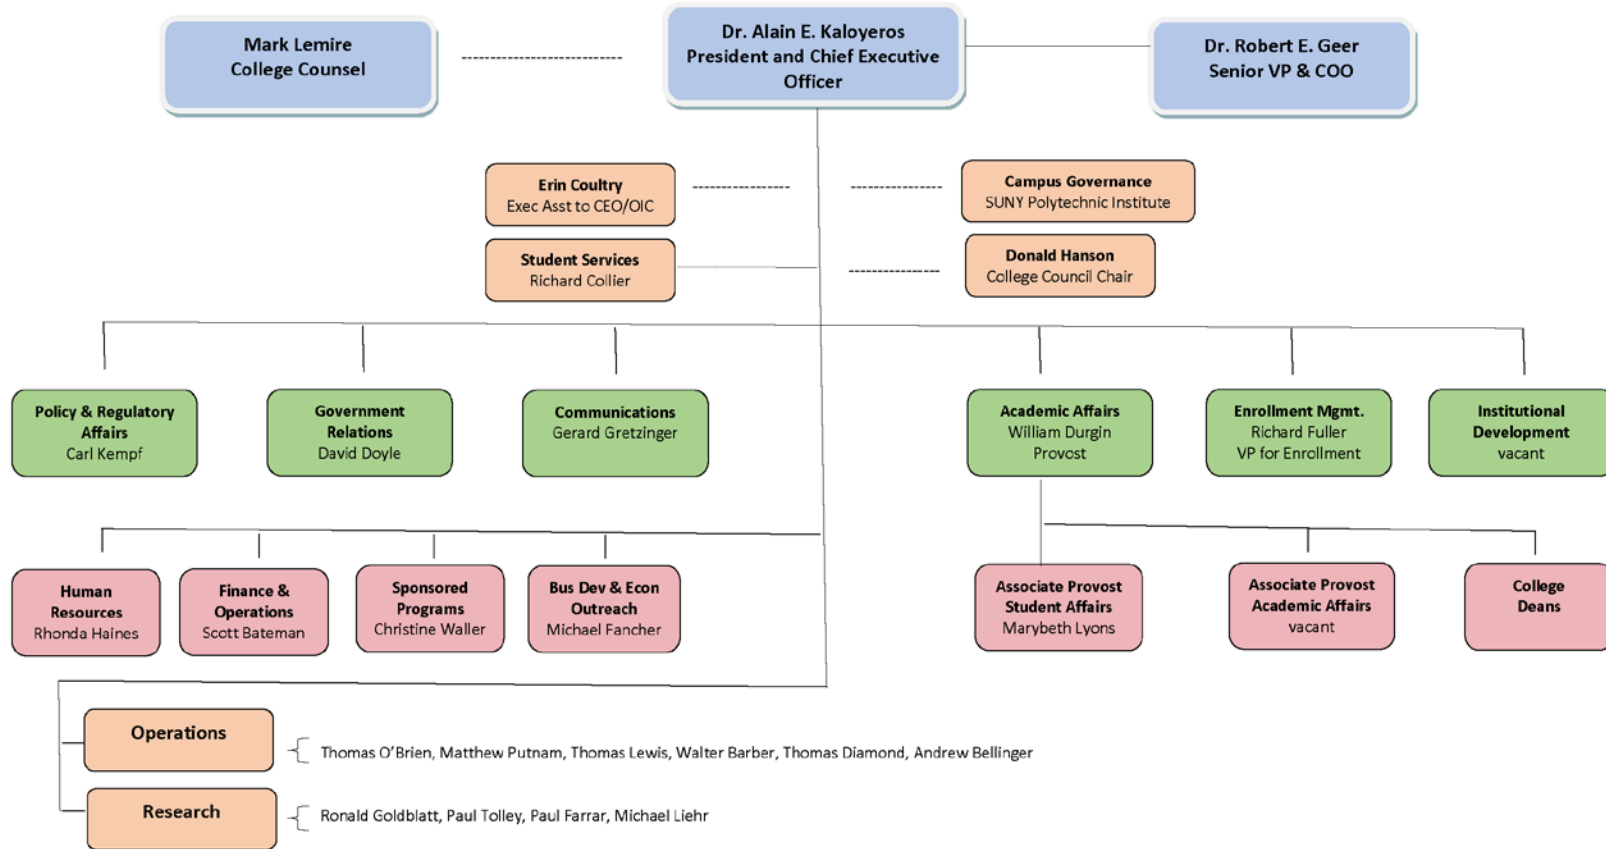 Mark Lemire
College Counsel
Dr. Alain E. Kaloyeros
President and Chief Executive
Officer
Dr. Robert E. Geer
Senior VP & COO
Erin Coultry
Exec Asst to CEO/OIC
Campus Governance
SUNY Polytechnic Institute
Student Services
Richard Collier
Donald Hanson
College Council Chair
Policy & Regulatory
Affairs
Carl Kempf
Government
Relations
David Doyle
Communications
Gerard Gretzinger
Academic Affairs
William Durgin
Provost
Enrollment Mgmt.
Richard Fuller
VP for Enrollment
Institutional
Development
vacant
Human
Resources
Rhonda Haines
Finance &
Operations
Scott Bateman
Sponsored
Programs
Christine Waller
Bus Dev & Econ
Outreach
Michael Fancher
Associate Provost
Student Affairs
Marybeth Lyons
Associate Provost
Academic Affairs
vacant
College
Deans
Operations
Thomas O’Brien, Matthew Putnam, Thomas Lewis, Walter Barber, Thomas Diamond, Andrew Bellinger
Research
Ronald Goldblatt, Paul Tolley, Paul Farrar, Michael Liehr